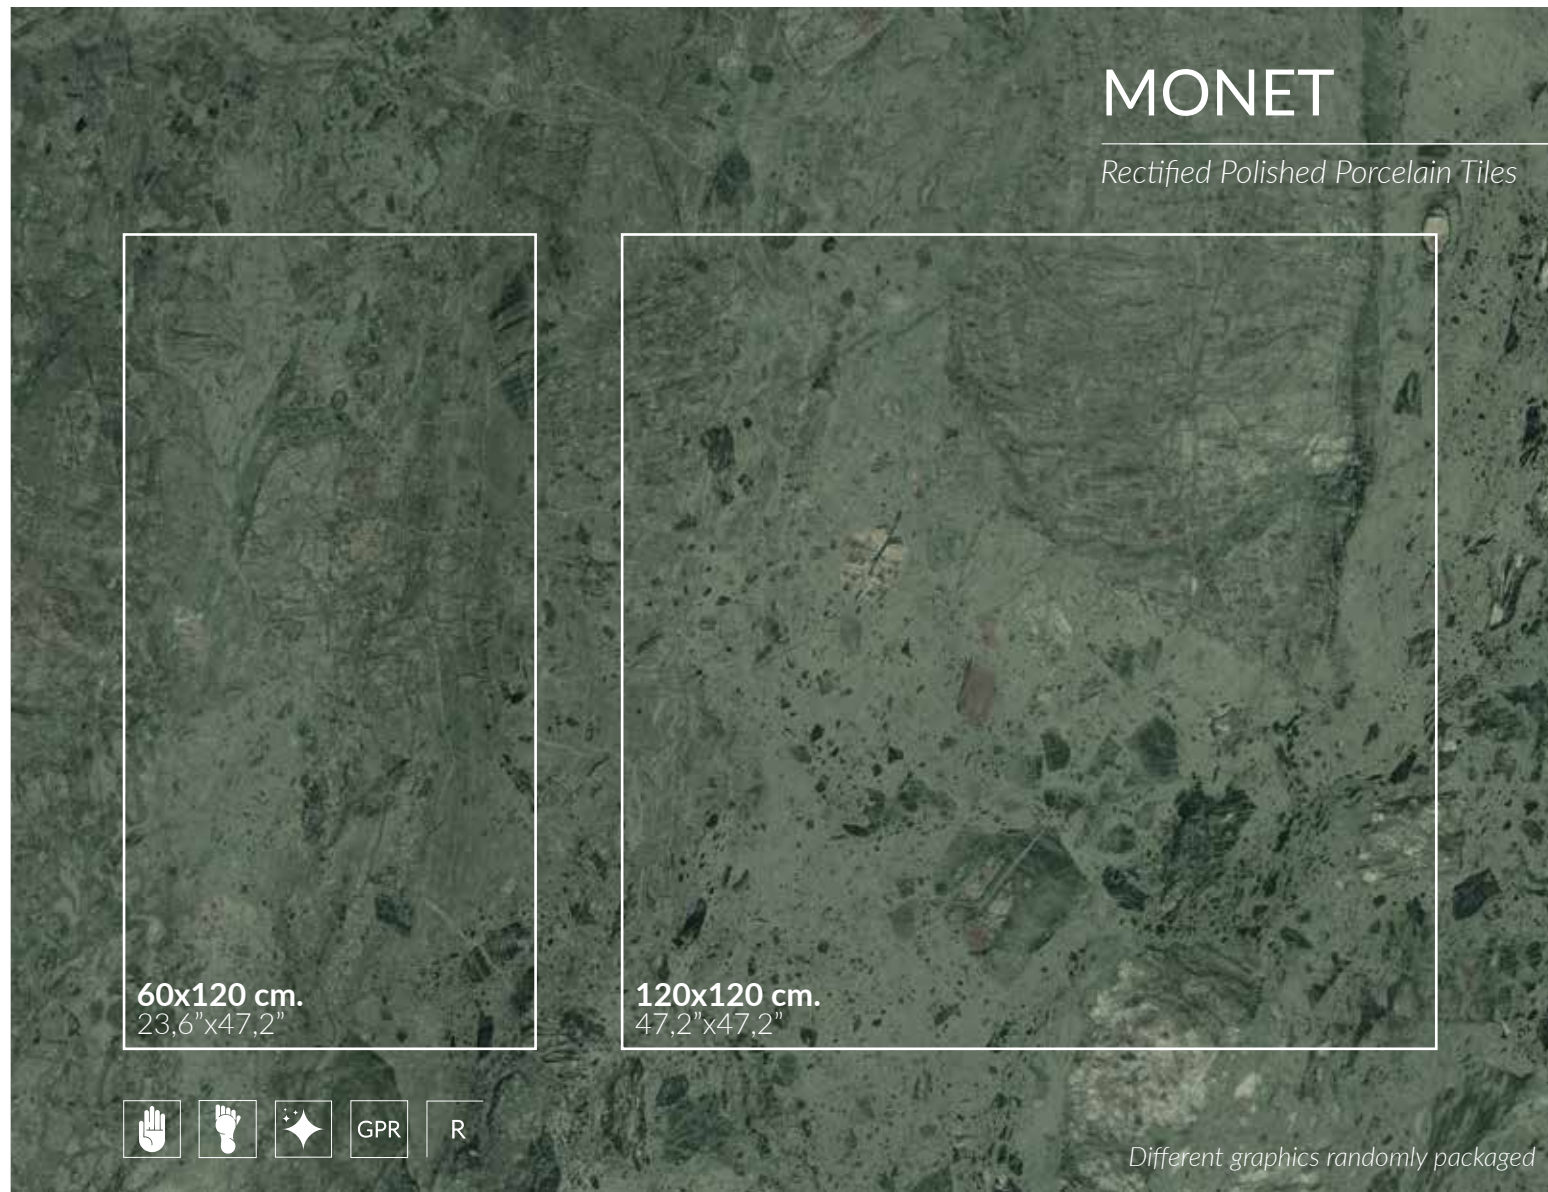 MONET
Rectified Polished Porcelain Tiles
60x120 cm.
23,6”x47,2”
120x120 cm.
47,2”x47,2”
GPR
R
Different graphics randomly packaged